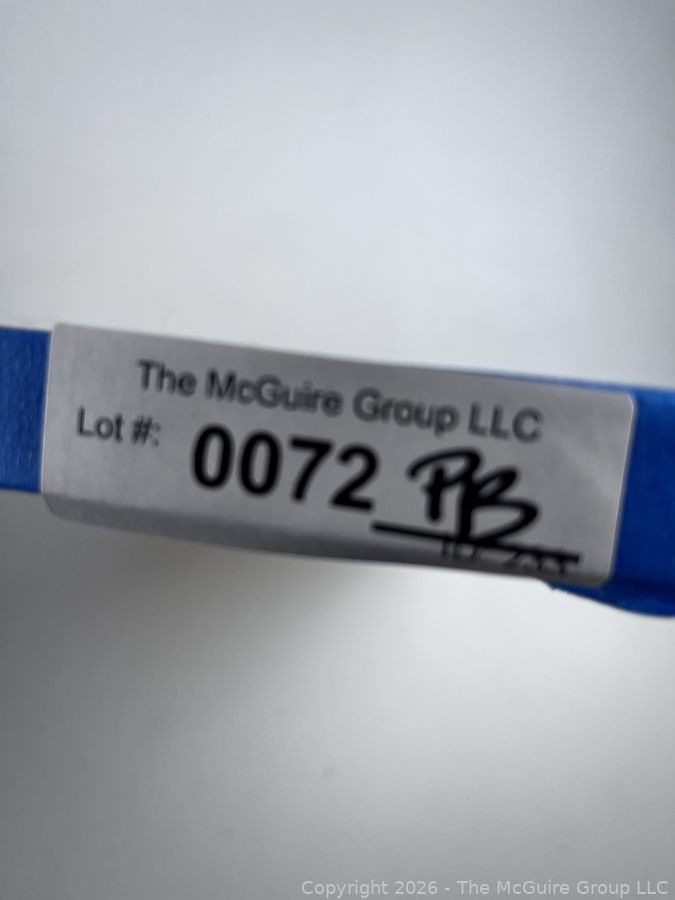 The McGuire Group LLC
Lot #: 0072 PB
Copyright 2026 - The McGuire Group LLC